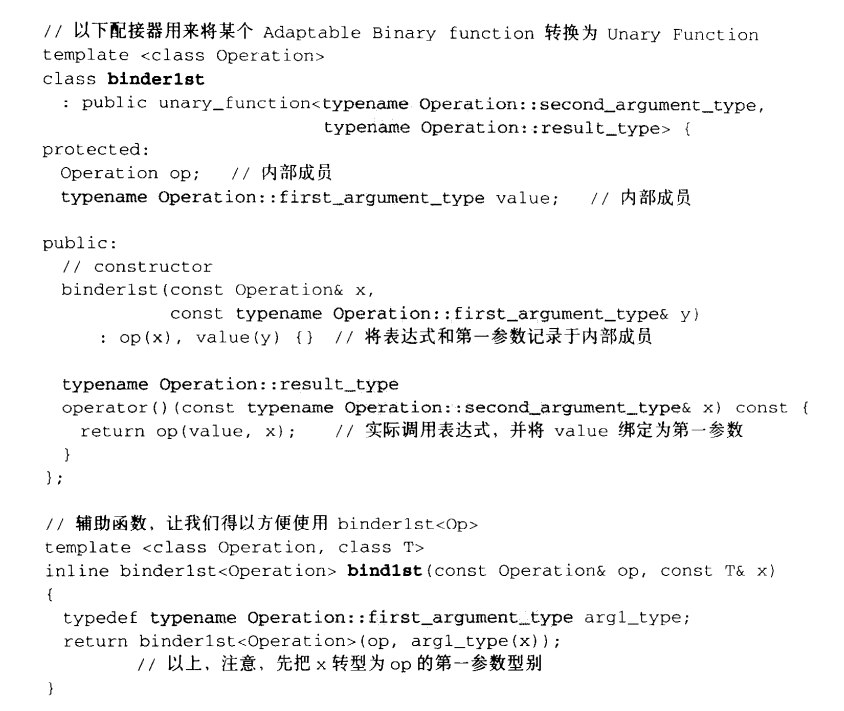 // 以下配接器用来将某个 Adaptable Binary function 转换为 Unary Function
template <class Operation>
class binder1st
  : public unary_function<typename Operation::second_argument_type,
                          typename Operation::result_type> {
protected:
  Operation op;   // 内部成员
  typename Operation::first_argument_type value;   // 内部成员

public:
  // constructor
  binder1st(const Operation& x,
            const typename Operation::first_argument_type& y)
      : op(x), value(y) {}  // 将表达式和第一参数记录于内部成员

  typename Operation::result_type
  operator()(const typename Operation::second_argument_type& x) const {
    return op(value, x);    // 实际调用表达式，并将 value 绑定为第一参数
  }
};

// 辅助函数，让我们得以方便使用 binder1st<Op>
template <class Operation, class T>
inline binder1st<Operation> bind1st(const Operation& op, const T& x)
{
  typedef typename Operation::first_argument_type arg1_type;
  return binder1st<Operation>(op, arg1_type(x));
          // 以上，注意，先把 x 转型为 op 的第一参数型别
}